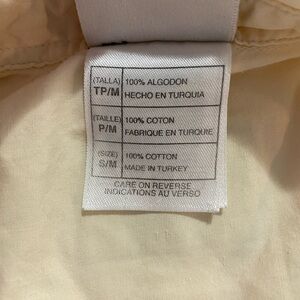 (TALLA) 100% ALGODON
TP/M HECHO EN TURQUIA
(TAILLE) 100% COTON
P/M FABRIQUE EN TURQUIE
(SIZE) 100% COTTON
S/M MADE IN TURKEY
CARE ON REVERSE
INDICATIONS AU VERSO